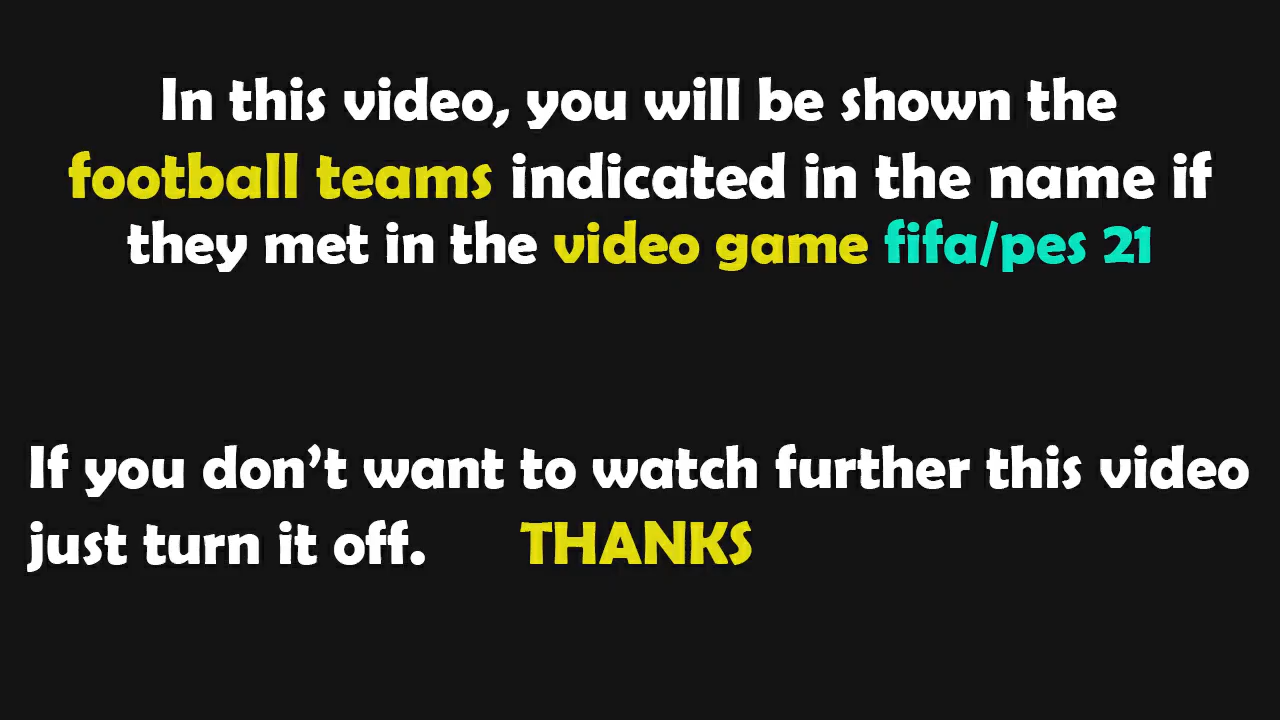 In this video, you will be shown the
football teams indicated in the name if
they met in the video game fifa/pes 21
If you don’t want to watch further this video
just turn it off. THANKS